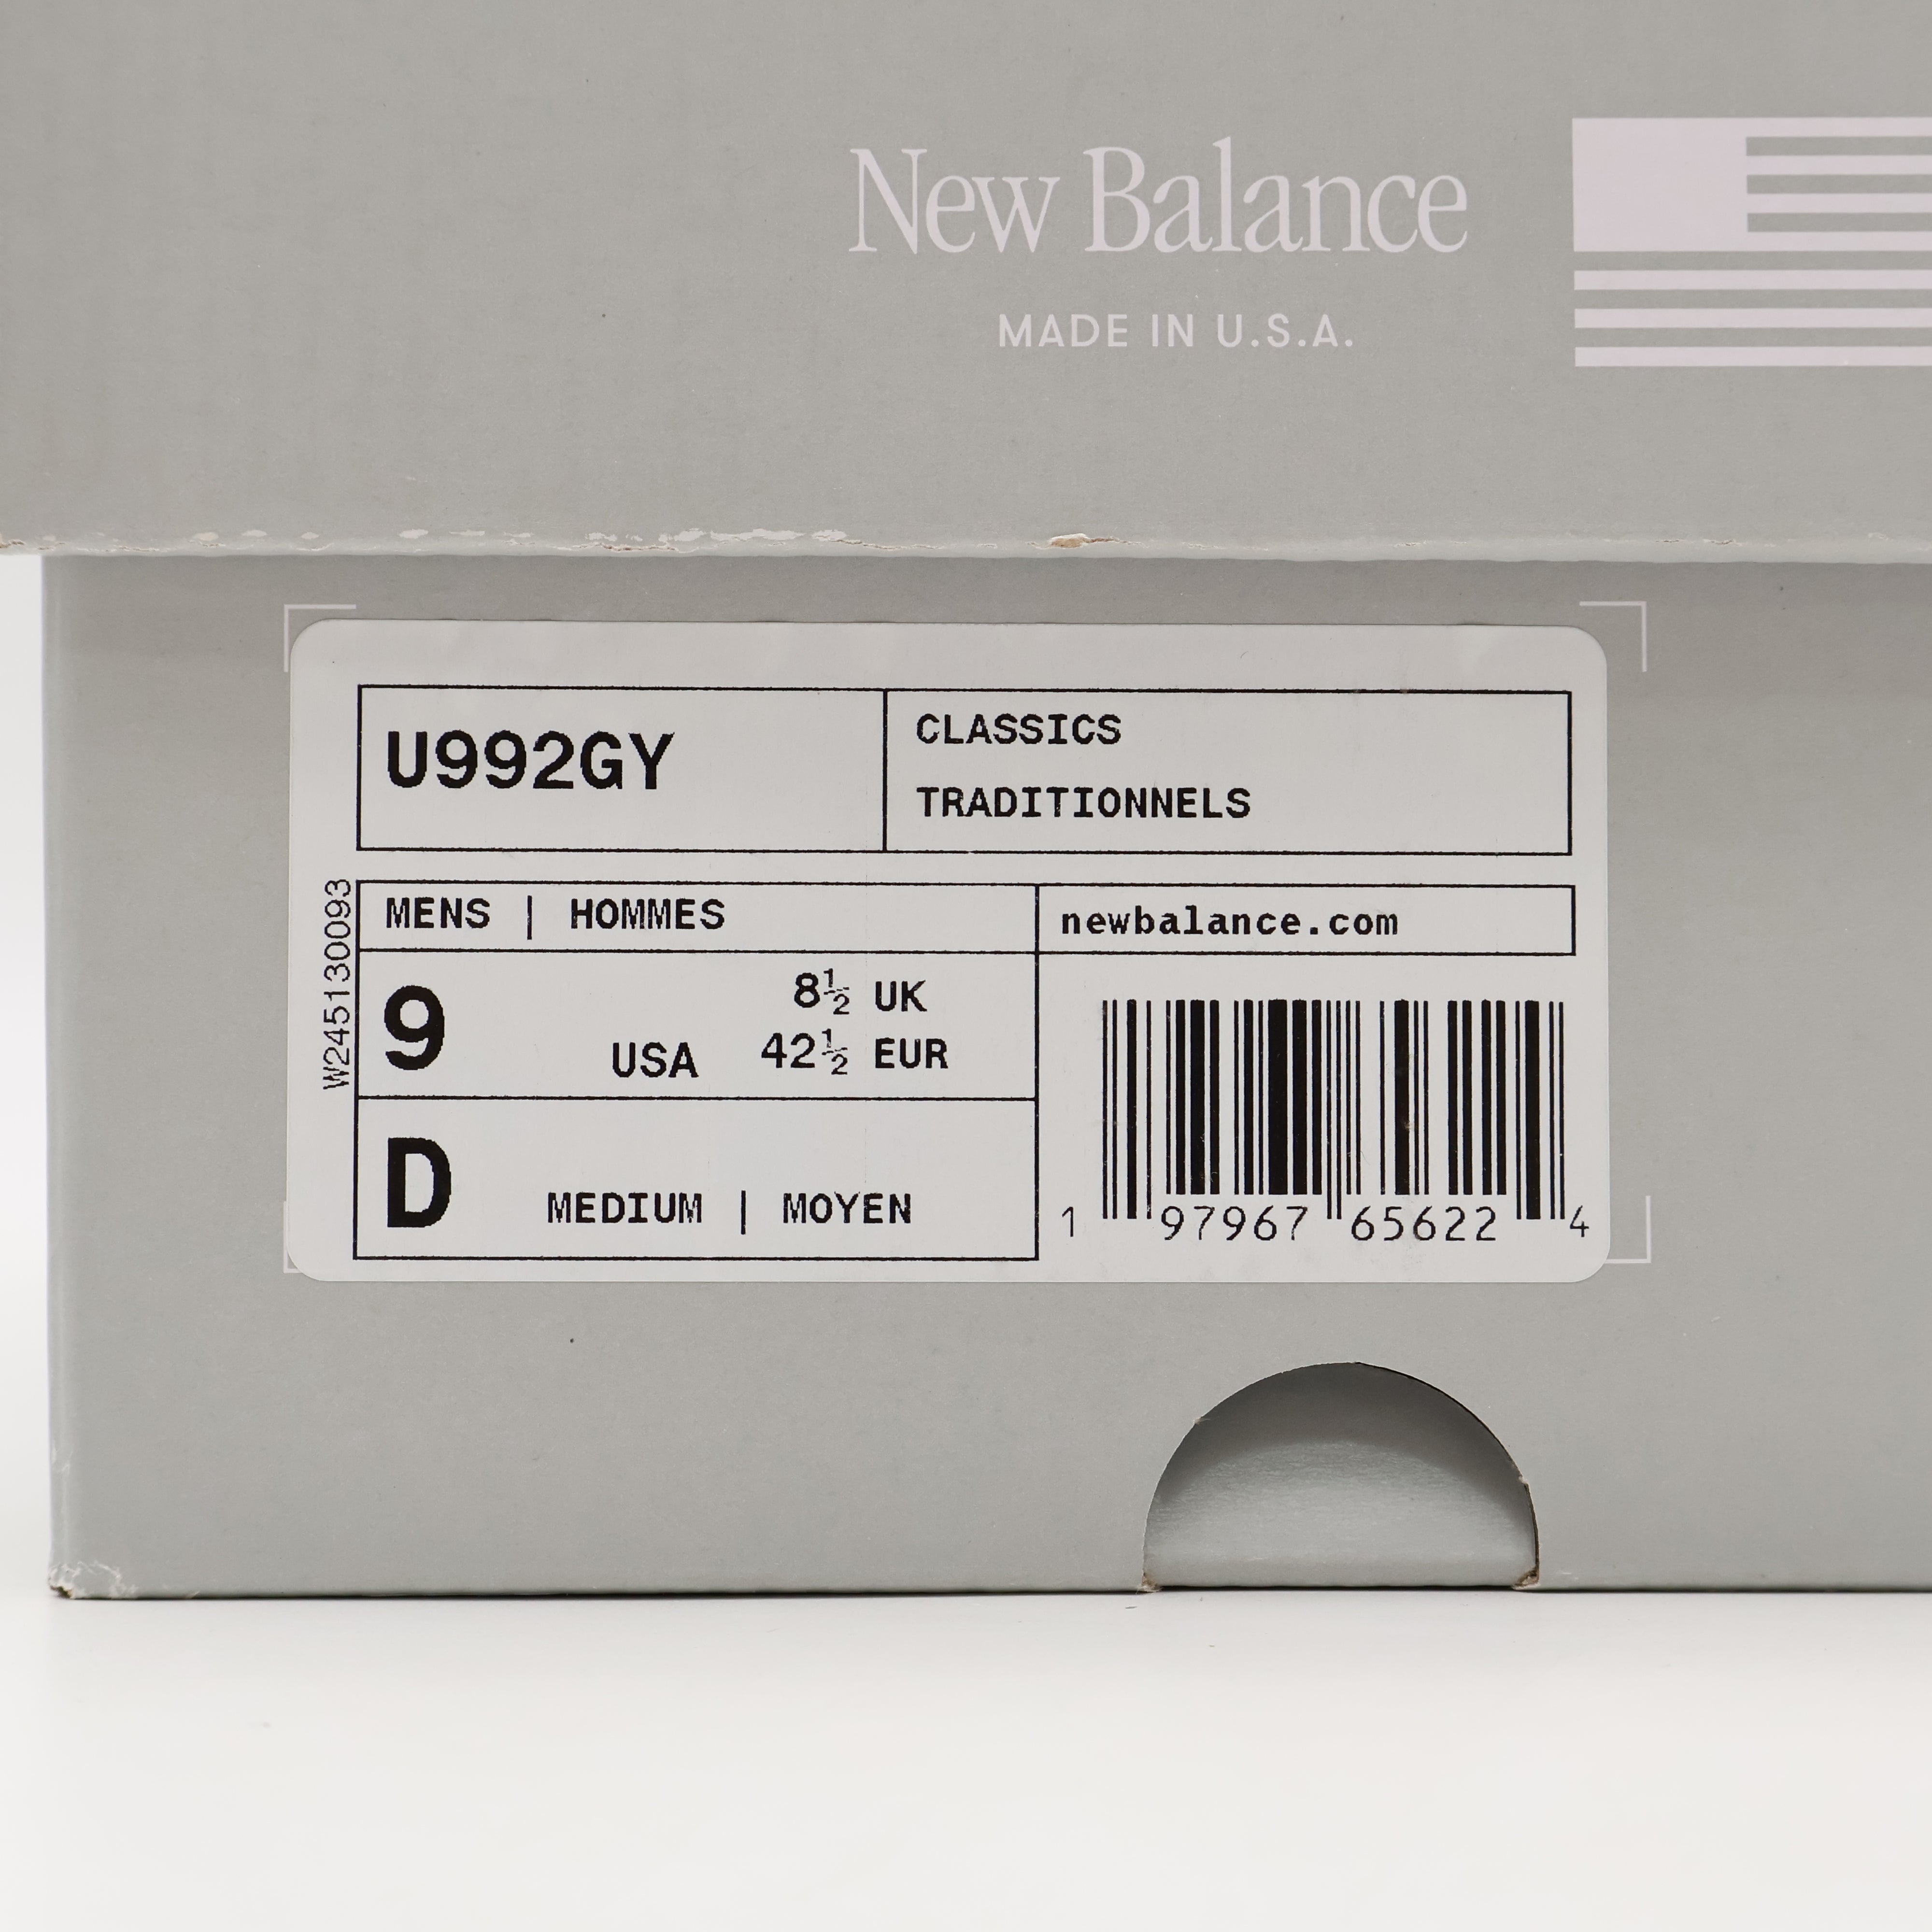 New Balance
MADE IN U.S.A.
U992GY
CLASSICS
TRADITIONNELS
W245130093
MENS | HOMMES
newbalance.com
9 USA
8½ UK
42½ EUR
D MEDIUM | MOYEN
1 97967 65622 4